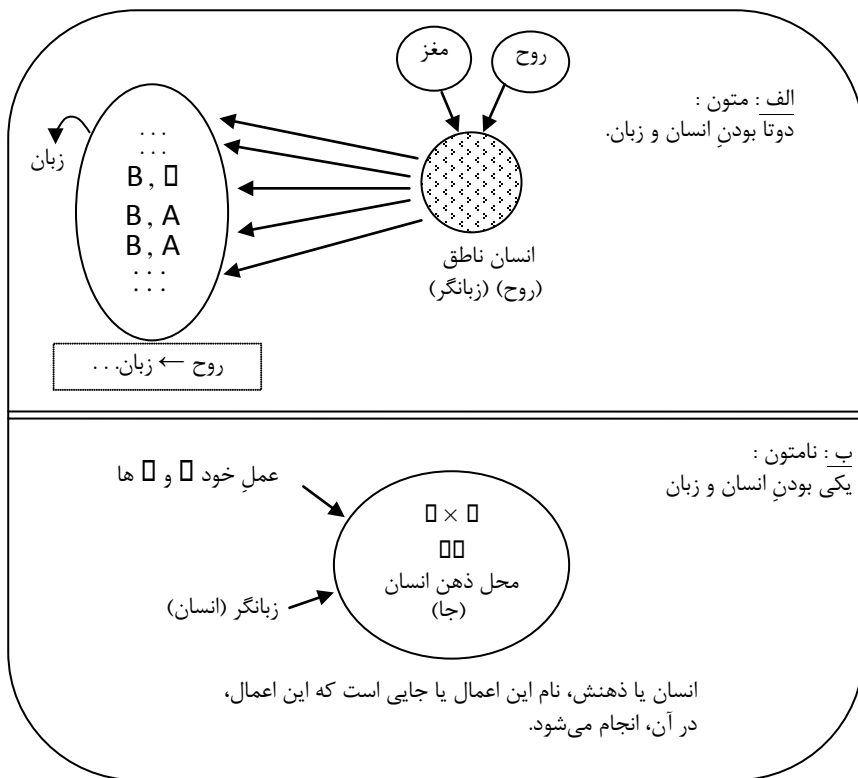 مغز
روح
الف : متون :
دوتا بودنِ انسان و زبان.
زبان
. . .
. . .
B , 
B , A
B , A
. . .
. . .
انسان ناطق
(روح) (زبانگر)
روح ← زبان. . .
ب : نامتون :
یکی بودنِ انسان و زبان
عملِ خود و ها
×
محل ذهن انسان
(جا)
زبانگر (انسان)
انسان یا ذهنش، نام این اعمال یا جایی است که این اعمال،
در آن، انجام می‌شود.